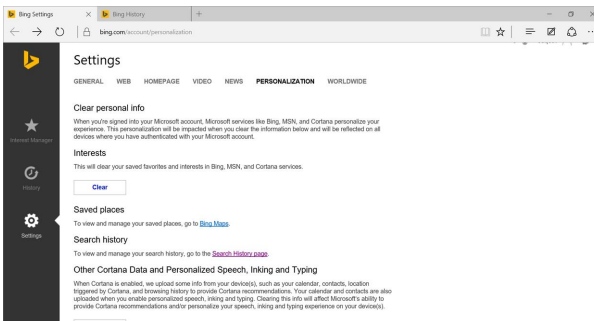 Bing Settings
Bing History
bing.com/account/personalization
Settings
GENERAL WEB HOMEPAGE VIDEO NEWS PERSONALIZATION WORLDWIDE
Clear personal info
When you're signed into your Microsoft account, Microsoft services like Bing, MSN, and Cortana personalize your
experience. This personalization will be impacted when you clear the information below and will be reflected on all
devices where you have authenticated with your Microsoft account.
Interest Manager
Interests
This will clear your saved favorites and interests in Bing, MSN, and Cortana services.
Clear
History
Saved places
To view and manage your saved places, go to Bing Maps.
Settings
Search history
To view and manage your search history, go to the Search History page.
Other Cortana Data and Personalized Speech, Inking and Typing
When Cortana is enabled, we upload some info from your device(s), such as your calendar, contacts, location
triggered by Cortana, and browsing history to provide Cortana recommendations. Your calendar and contacts are also
uploaded when you enable personalized speech, inking and typing. Clearing this info will affect Microsoft's ability to
provide Cortana recommendations and/or personalize your speech, inking and typing experience on your device(s).